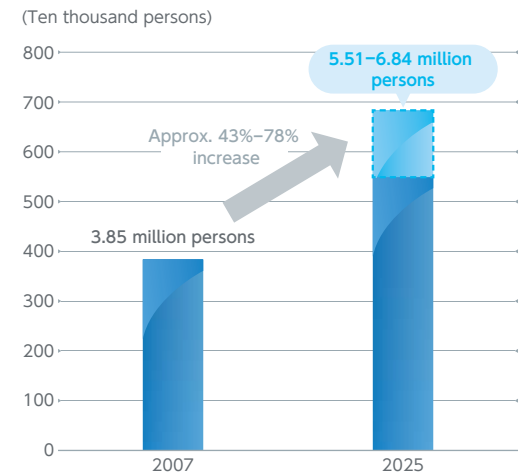 (Ten thousand persons)
800
5.51–6.84 million
persons
700
Approx. 43%–78%
increase
600
500
3.85 million persons
400
300
200
100
0
2007
2025